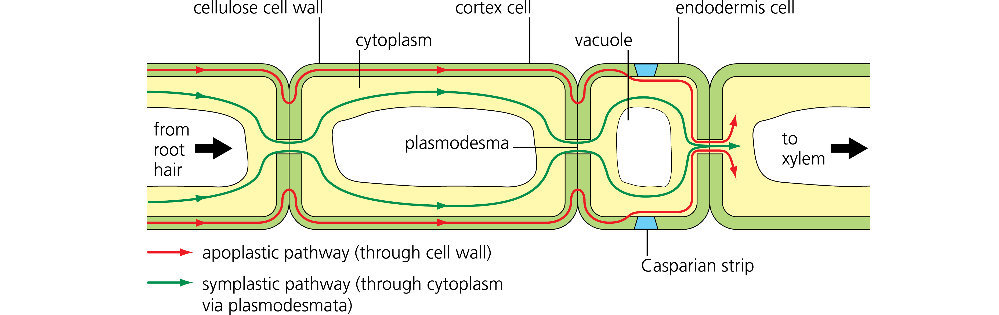 cellulose cell wall
cortex cell
endodermis cell
cytoplasm
vacuole
from
root
hair
plasmodesma
to
xylem
apoplastic pathway (through cell wall)
Casparian strip
symplastic pathway (through cytoplasm
via plasmodesmata)